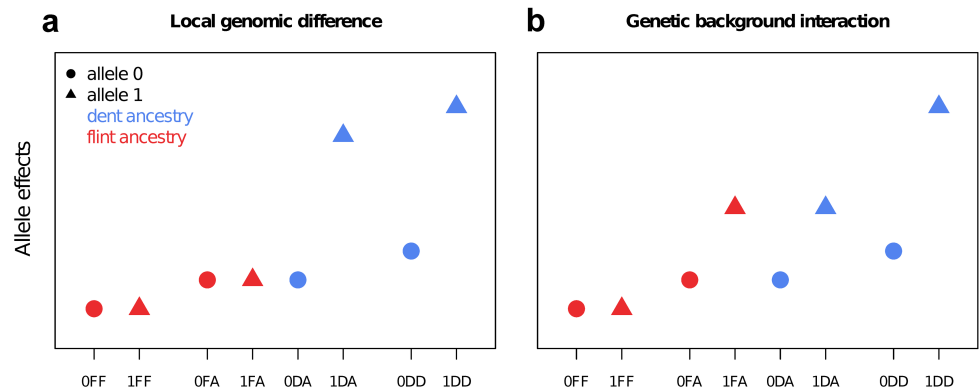 a Local genomic difference
allele 0
allele 1
dent ancestry
flint ancestry
Allele effects
0FF 1FF 0FA 1FA 0DA 1DA 0DD 1DD
b Genetic background interaction
0FF 1FF 0FA 1FA 0DA 1DA 0DD 1DD